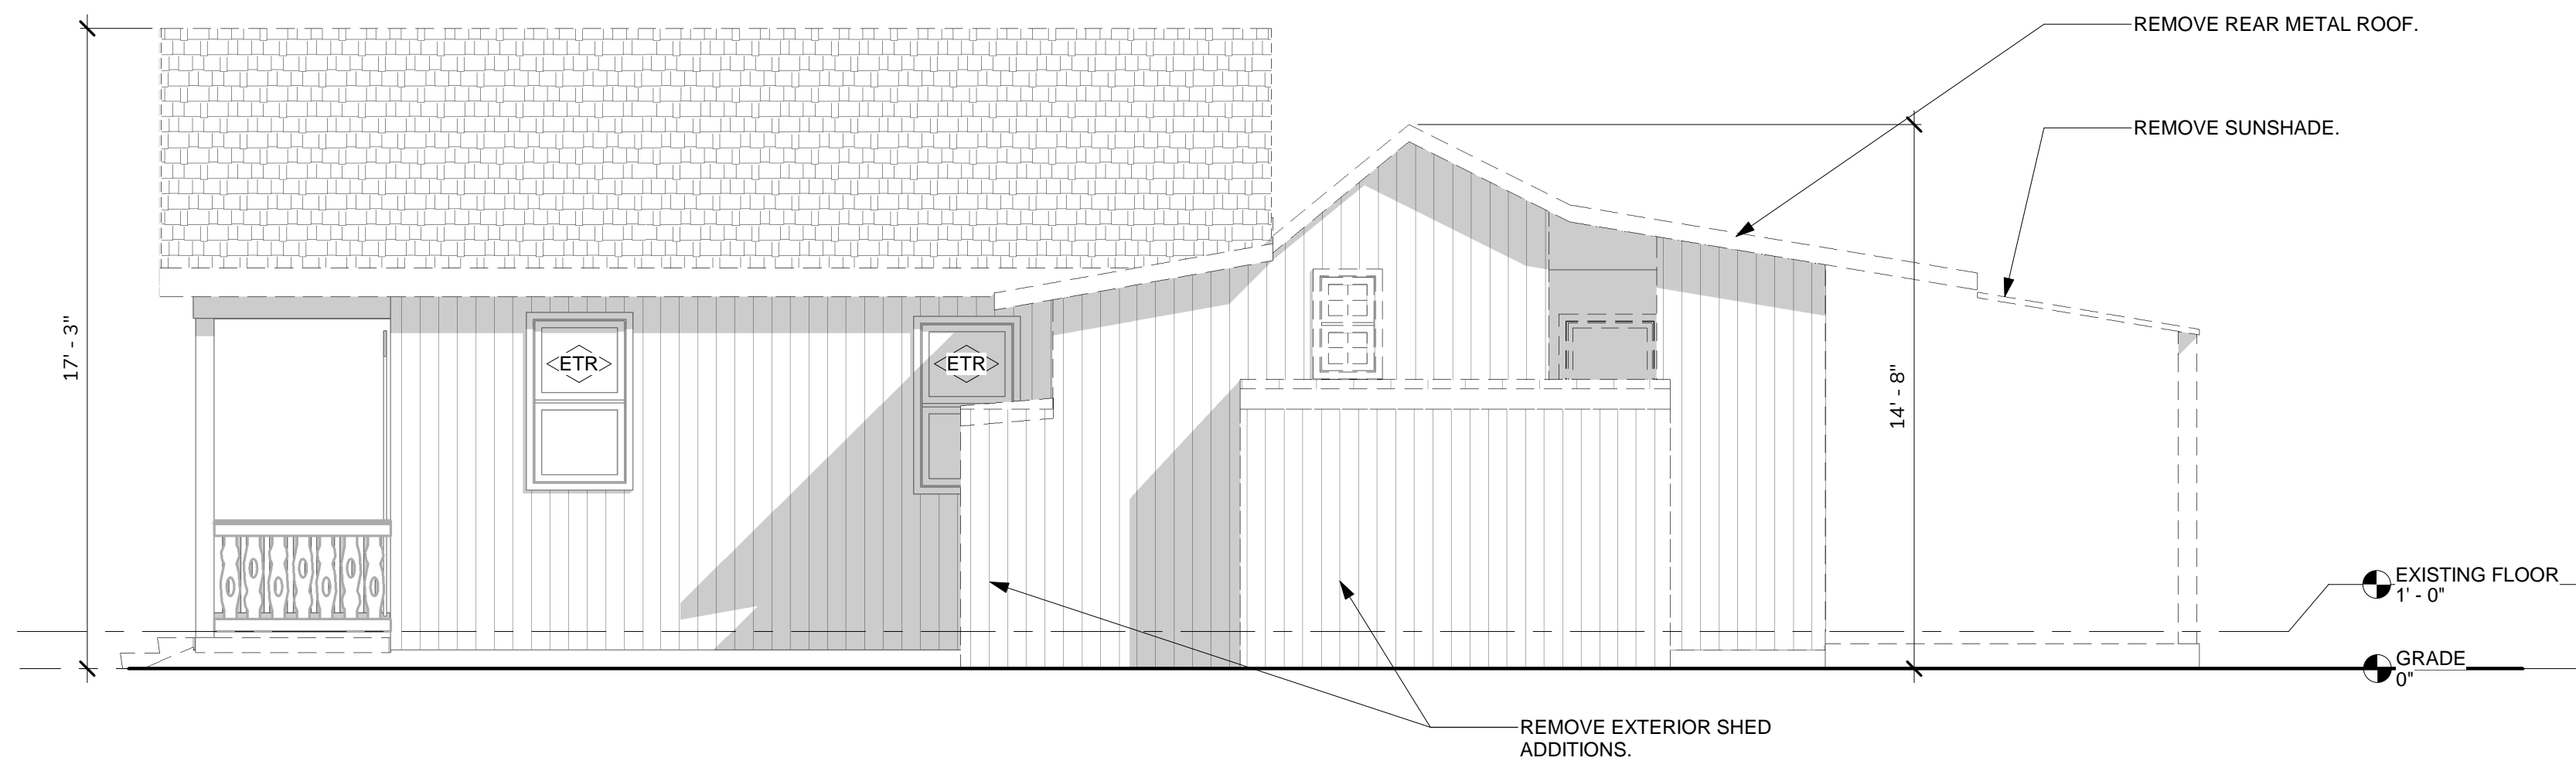 REMOVE REAR METAL ROOF.
REMOVE SUNSHADE.
17' - 3"
ETR
ETR
14' - 8"
EXISTING FLOOR
1' - 0"
GRADE
0"
REMOVE EXTERIOR SHED
ADDITIONS.